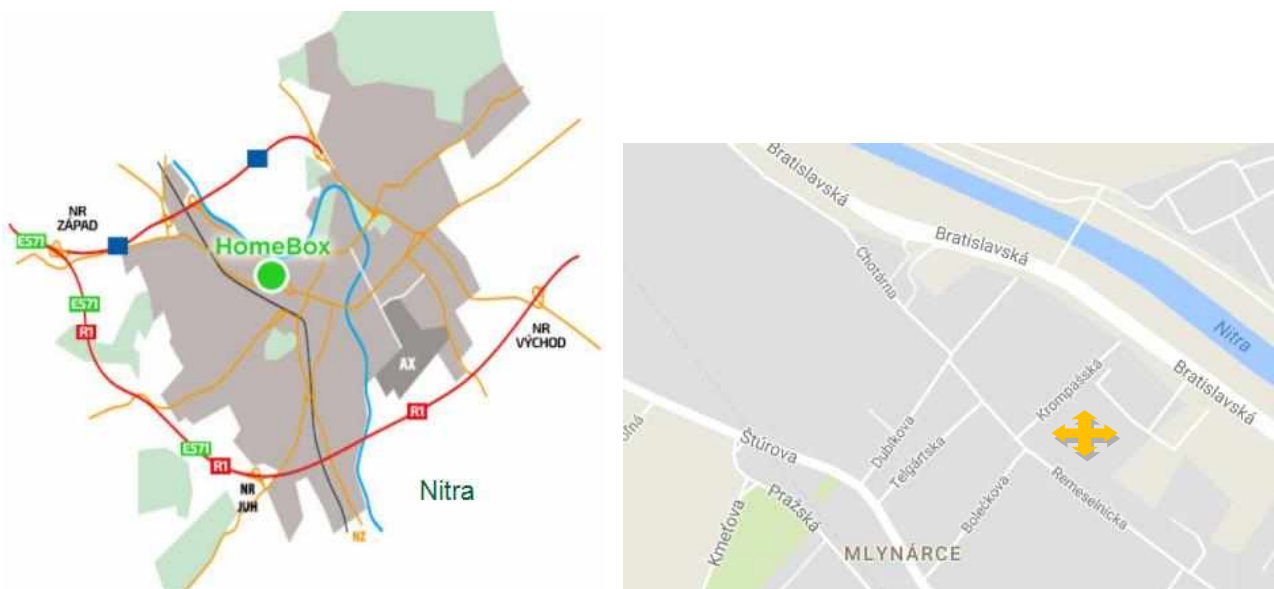 NR
ZÁPAD
E571
HomeBox
E571
R1
NR
VÝCHOD
AX
R1
E571
R1
NR
JUH
Nitra
NZ
Bratislavská
Bratislavská
Chotárna
Nitra
Bratislavská
Krompašská
Štúrova
Dubíkova
Telgártska
Bolečkova
Remeselnícka
Pražská
Kmeťova
MLYNÁRCE